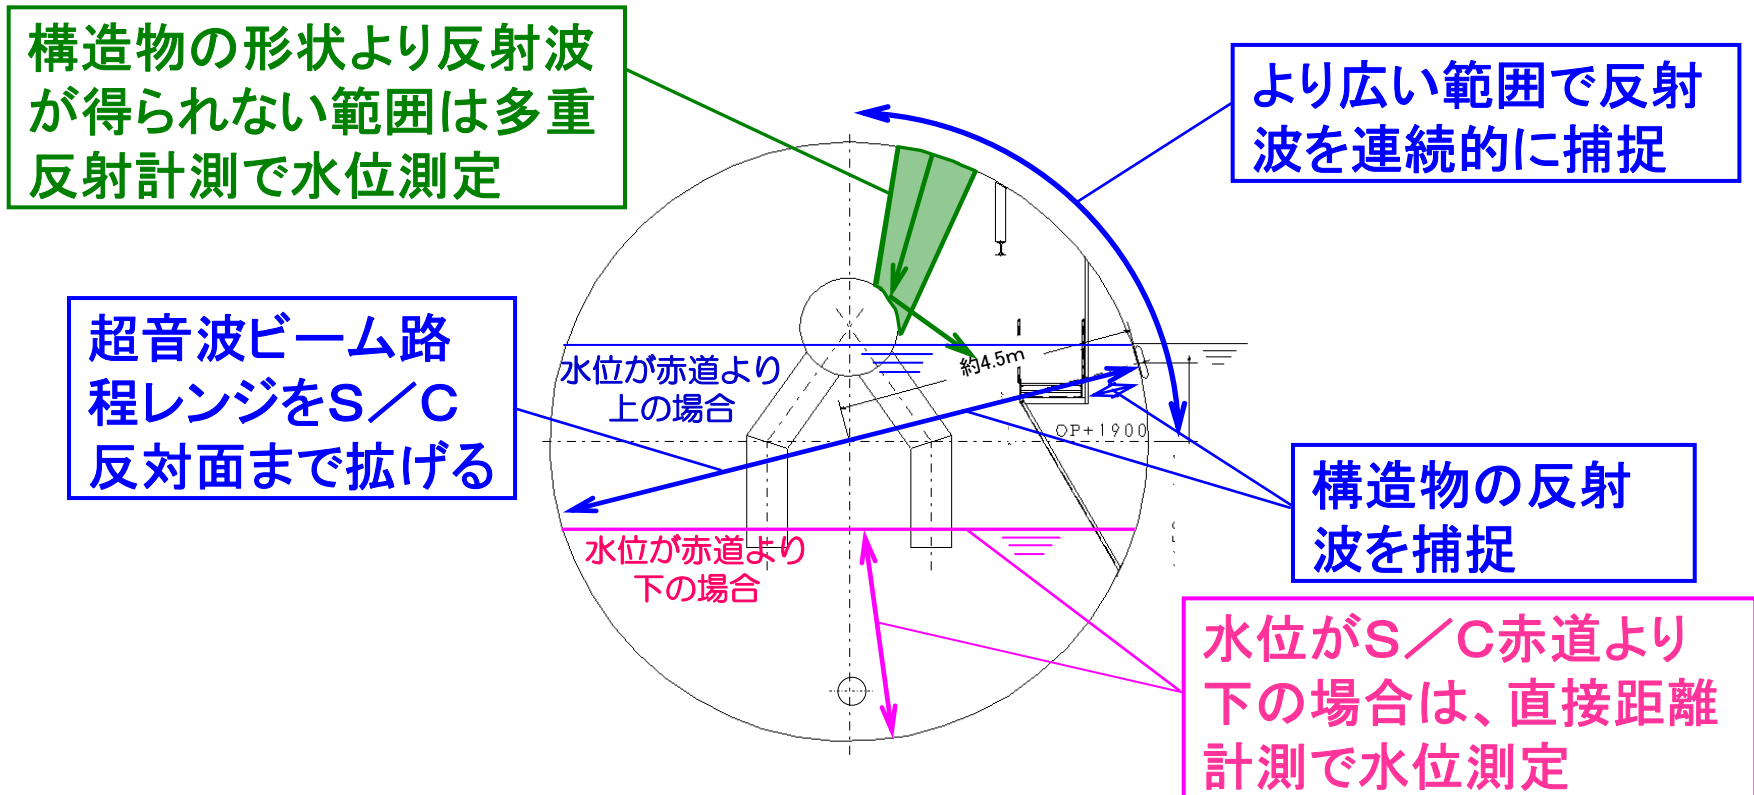 構造物の形状より反射波
が得られない範囲は多重
反射計測で水位測定
より広い範囲で反射
波を連続的に捕捉
超音波ビーム路
程レンジをS／C
反対面まで拡げる
水位が赤道より
上の場合
約4.5m
OP+1900
構造物の反射
波を捕捉
水位が赤道より
下の場合
水位がS／C赤道より
下の場合は、直接距離
計測で水位測定